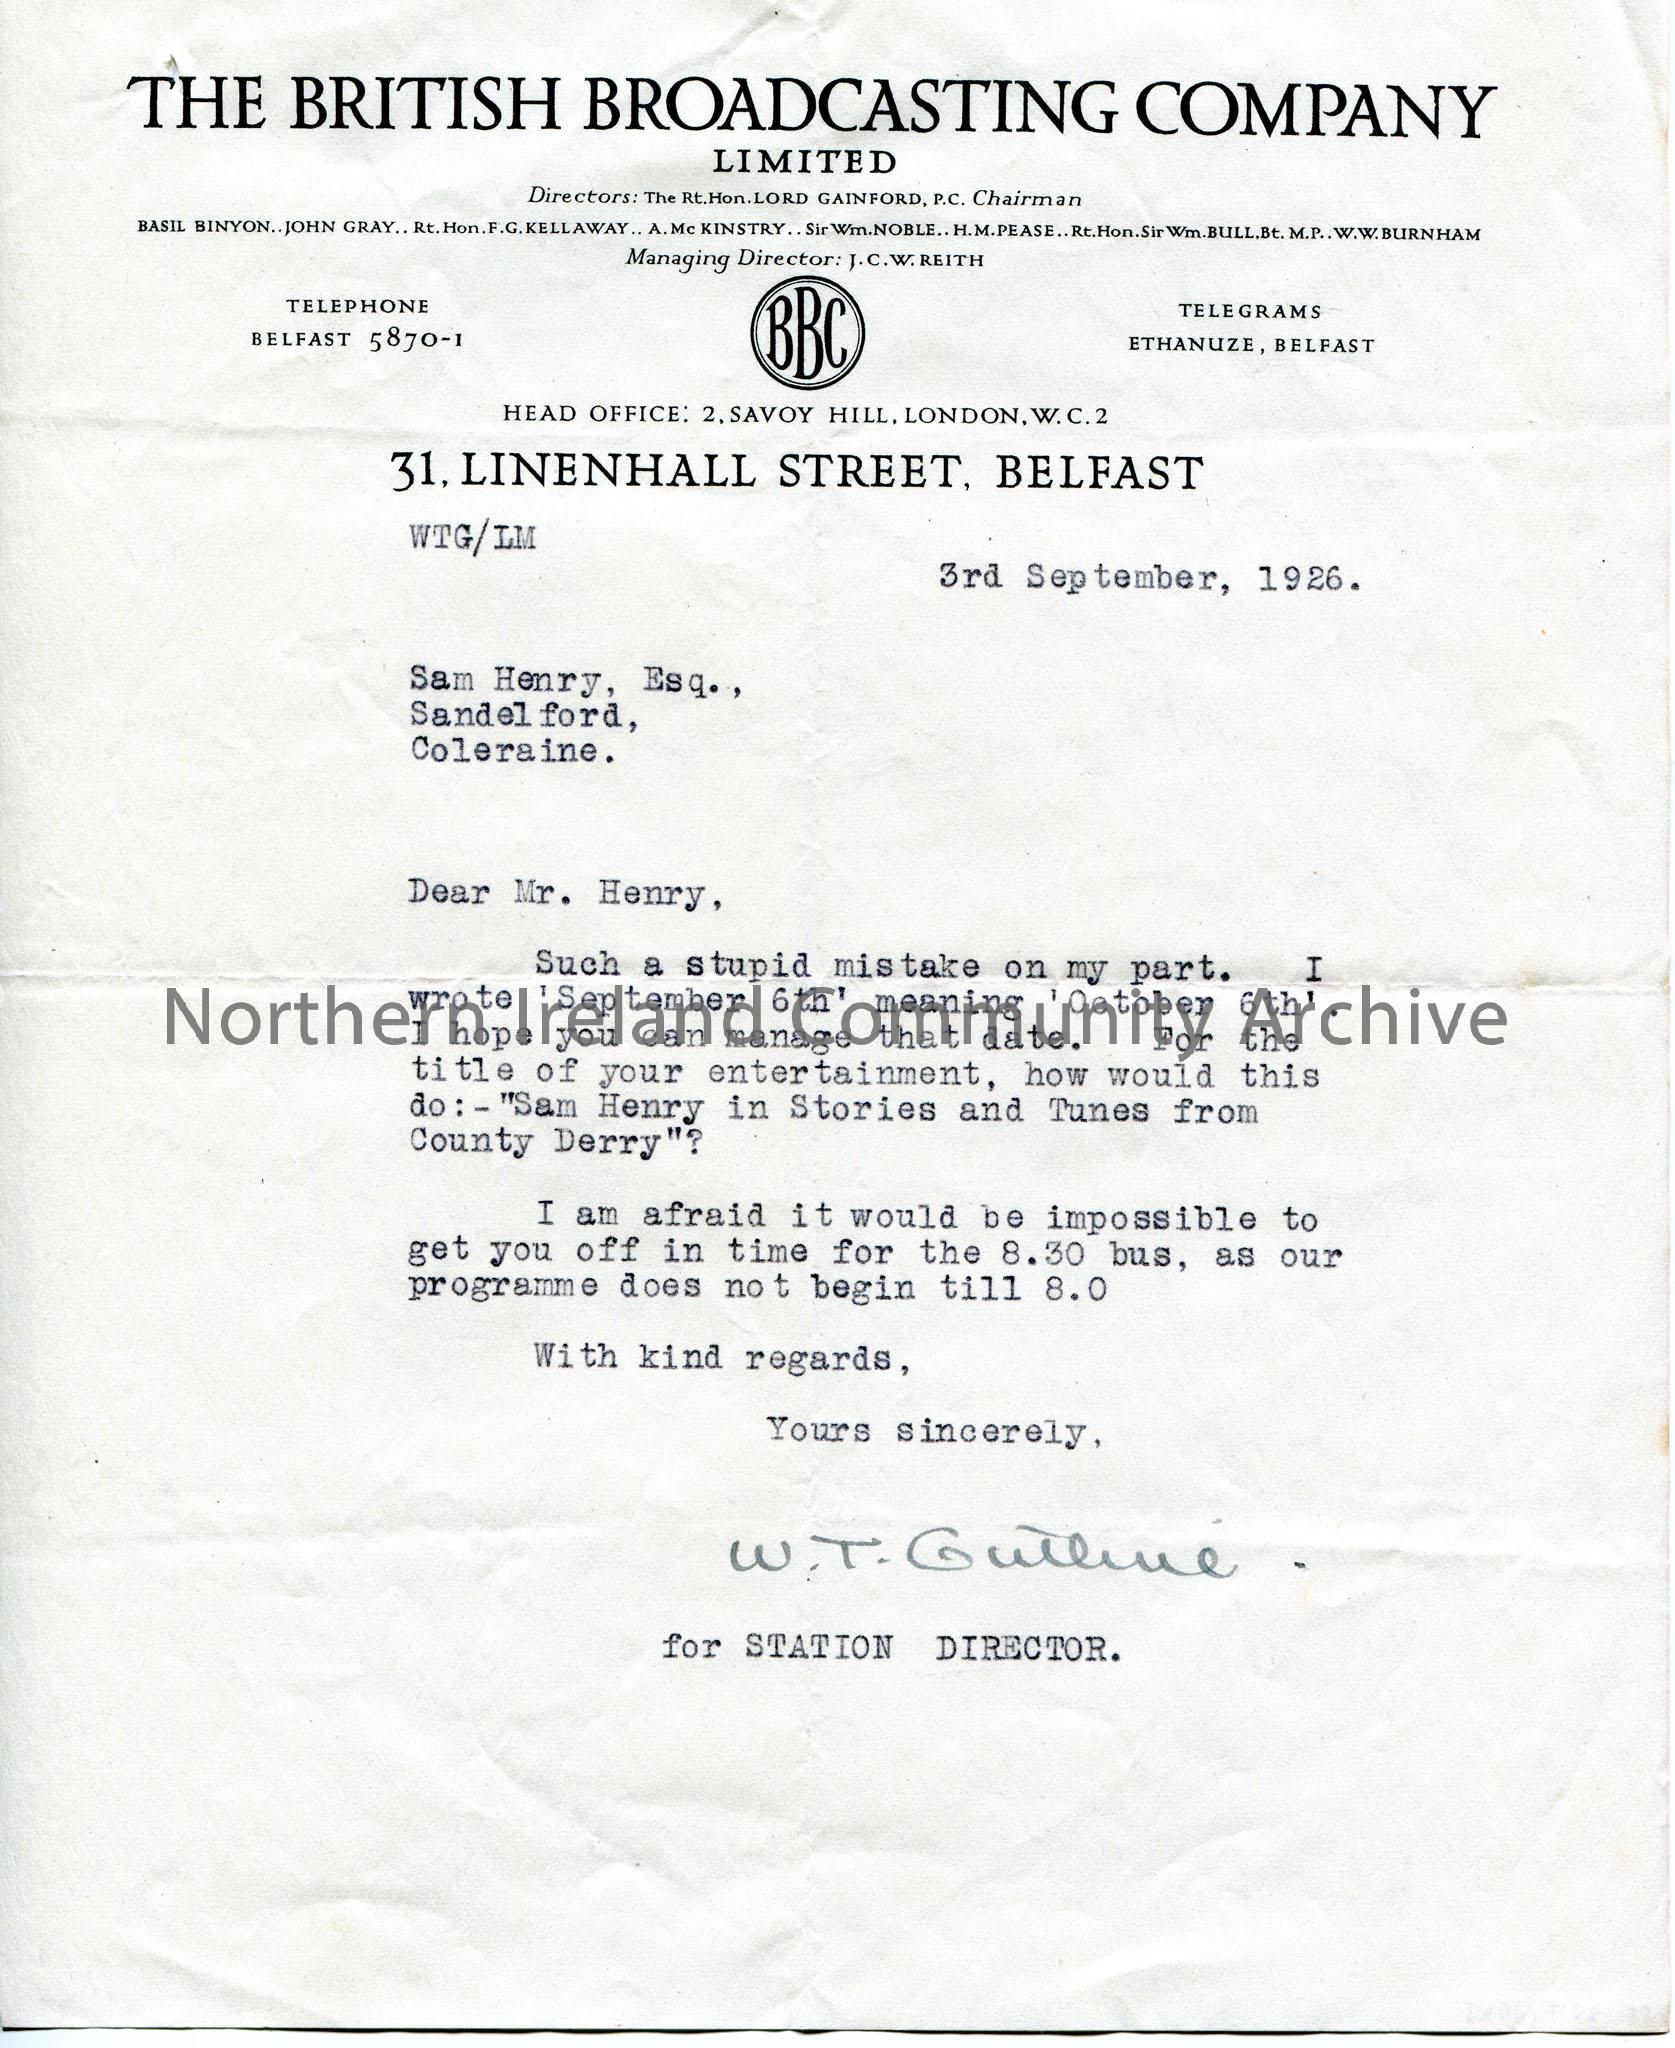 THE BRITISH BROADCASTING COMPANY
LIMITED
Directors: The Rt.Hon.LORD GAINFORD, P.C. Chairman
BASIL BINYON..JOHN GRAY.. Rt.Hon.F.G.KELLAWAY.. A.Mc KINSTRY.. Sir Wm.NOBLE.. H.M.PEASE..Rt.Hon.Sir Wm.BULL,Bt. M.P..W.W.BURNHAM
Managing Director: J.C.W.REITH
TELEPHONE
BELFAST 5870-1
BBC
TELEGRAMS
ETHANUZE, BELFAST
HEAD OFFICE: 2, SAVOY HILL, LONDON, W.C.2
31, LINENHALL STREET, BELFAST
WTG/LM
3rd September, 1926.
Sam Henry, Esq.,
Sandelford,
Coleraine.
Dear Mr. Henry,
Such a stupid mistake on my part. I
wrote 'September 6th' meaning 'October 6th'.
I hope you can manage that date. For the
title of your entertainment, how would this
do:-"Sam Henry in Stories and Tunes from
County Derry"?
I am afraid it would be impossible to
get you off in time for the 8.30 bus, as our
programme does not begin till 8.0
With kind regards,
Yours sincerely,
W.T. Guthrie.
for STATION DIRECTOR.
Northern Ireland Community Archive